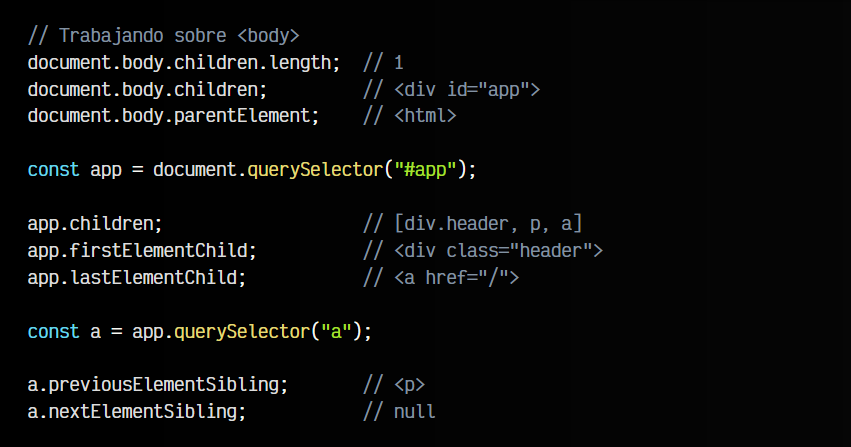 // Trabajando sobre <body>
document.body.children.length;  // 1
document.body.children;         // <div id="app">
document.body.parentElement;    // <html>

const app = document.querySelector("#app");

app.children;                   // [div.header, p, a]
app.firstElementChild;          // <div class="header">
app.lastElementChild;           // <a href="/">

const a = app.querySelector("a");

a.previousElementSibling;       // <p>
a.nextElementSibling;           // null